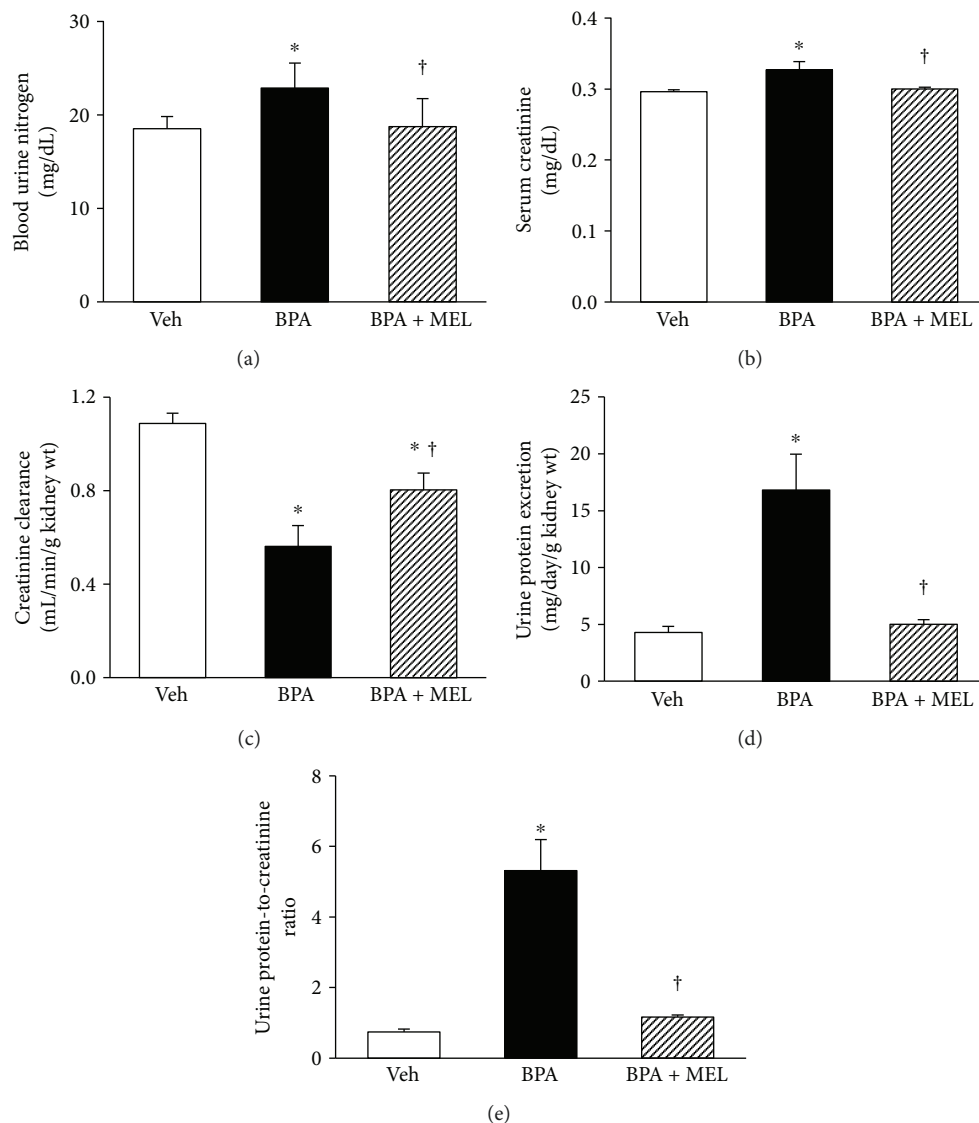 Blood urine nitrogen
(mg/dL)
30
20
10
0
*
†
Veh
BPA
BPA + MEL
(a)
Serum creatinine
(mg/dL)
0.4
0.3
0.2
0.1
0.0
*
†
Veh
BPA
BPA + MEL
(b)
Creatinine clearance
(mL/min/g kidney wt)
1.2
0.8
0.4
0.0
*
* †
Veh
BPA
BPA + MEL
(c)
Urine protein excretion
(mg/day/g kidney wt)
25
20
15
10
5
0
*
†
Veh
BPA
BPA + MEL
(d)
Urine protein-to-creatinine
ratio
8
6
4
2
0
*
†
Veh
BPA
BPA + MEL
(e)